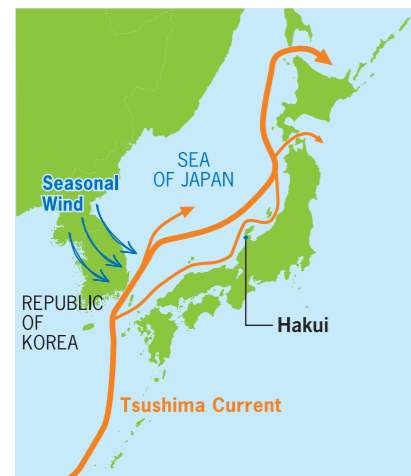 SEA
OF JAPAN
Seasonal
Wind
REPUBLIC
OF
KOREA
Hakui
Tsushima Current